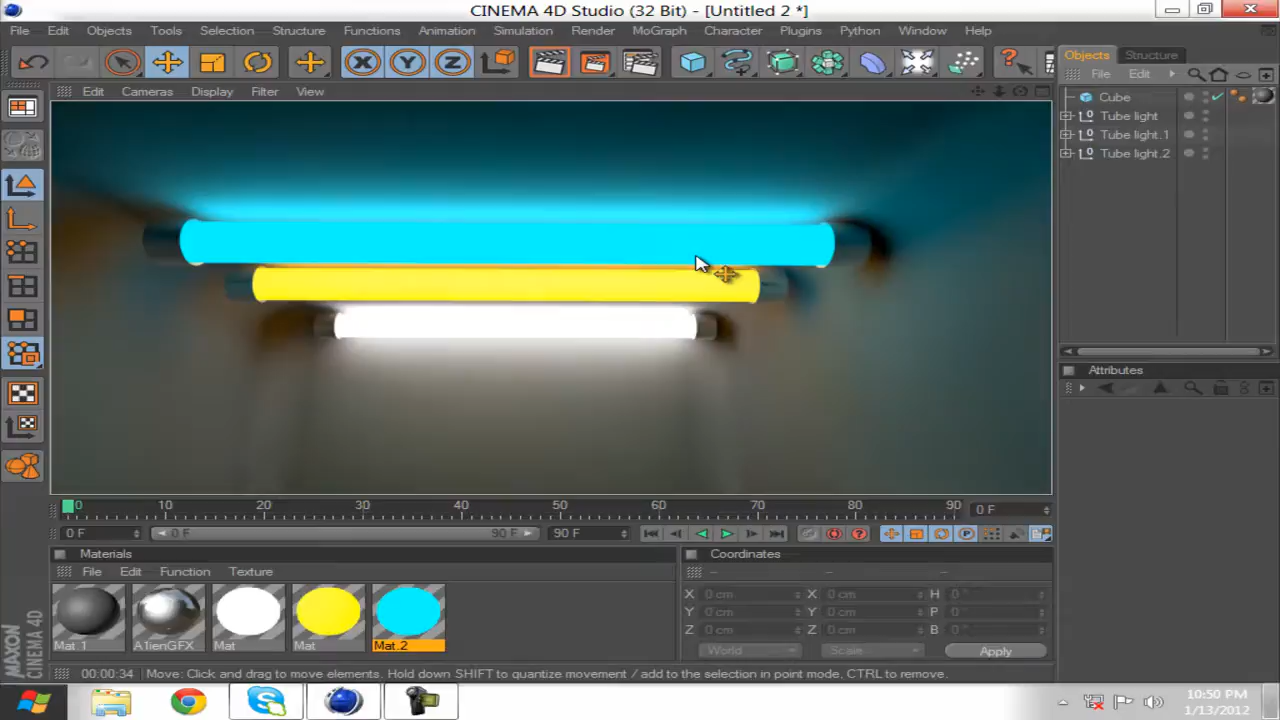 CINEMA 4D Studio (32 Bit) - [Untitled 2 *]
File Edit Objects Tools Selection Structure Functions Animation Simulation Render MoGraph Character Plugins Python Window Help
Objects Structure
File Edit
Edit Cameras Display Filter View
Cube
Tube light
Tube light.1
Tube light.2
Attributes
0 10 20 30 40 50 60 70 80 90 0 F
0 F 0 F 90 F 90 F
Materials Coordinates
File Edit Function Texture
X 0 cm X 0 cm H 0 °
Y 0 cm Y 0 cm P 0 °
Z 0 cm Z 0 cm B 0 °
Mat.1 A1ienGFX Mat Mat Mat.2
World Scale Apply
MAXON CINEMA 4D
00:00:34 Move: Click and drag to move elements. Hold down SHIFT to quantize movement / add to the selection in point mode, CTRL to remove.
10:50 PM
1/13/2012